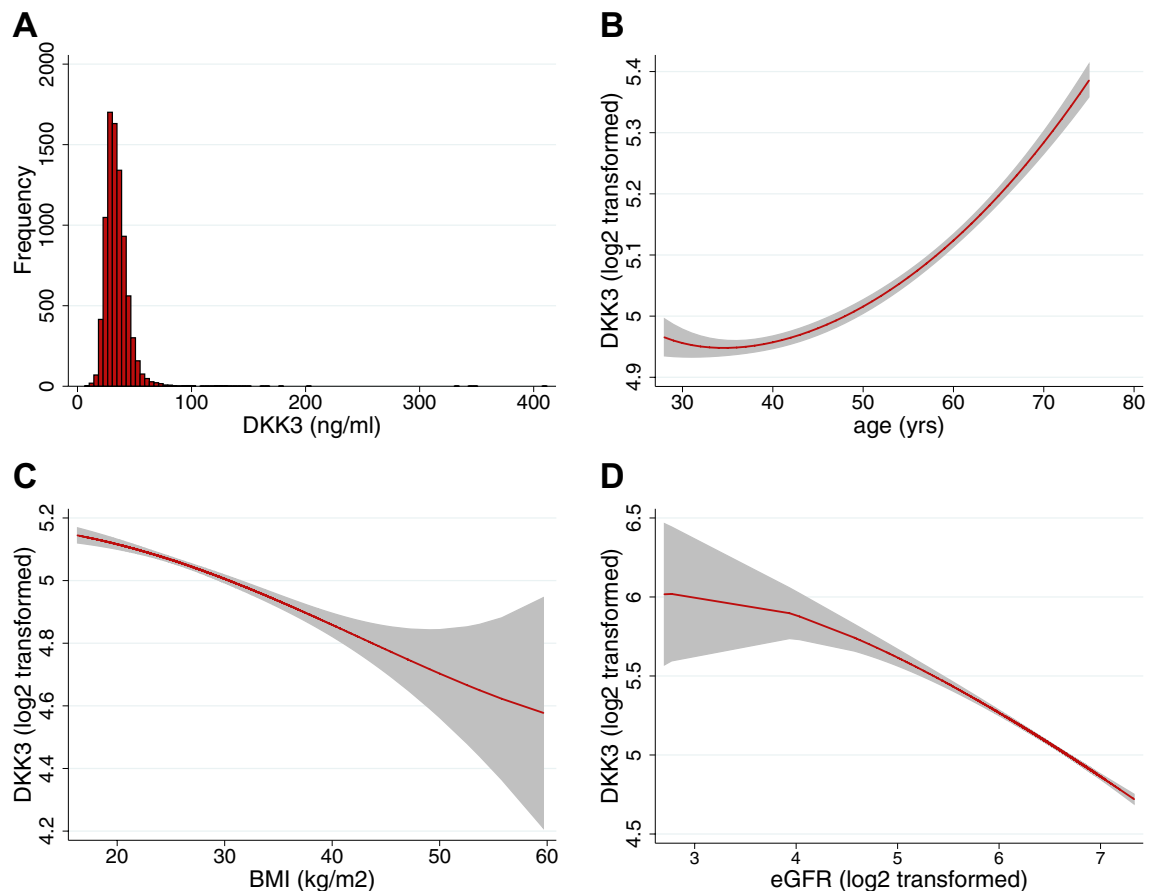 A
2000
1500
1000
500
0
Frequency
0 100 200 300 400
DKK3 (ng/ml)
B
5.4
5.3
5.2
5.1
5
4.9
DKK3 (log2 transformed)
30 40 50 60 70 80
age (yrs)
C
5.2
5
4.8
4.6
4.4
4.2
DKK3 (log2 transformed)
20 30 40 50 60
BMI (kg/m2)
D
6.5
6
5.5
5
4.5
DKK3 (log2 transformed)
3 4 5 6 7
eGFR (log2 transformed)